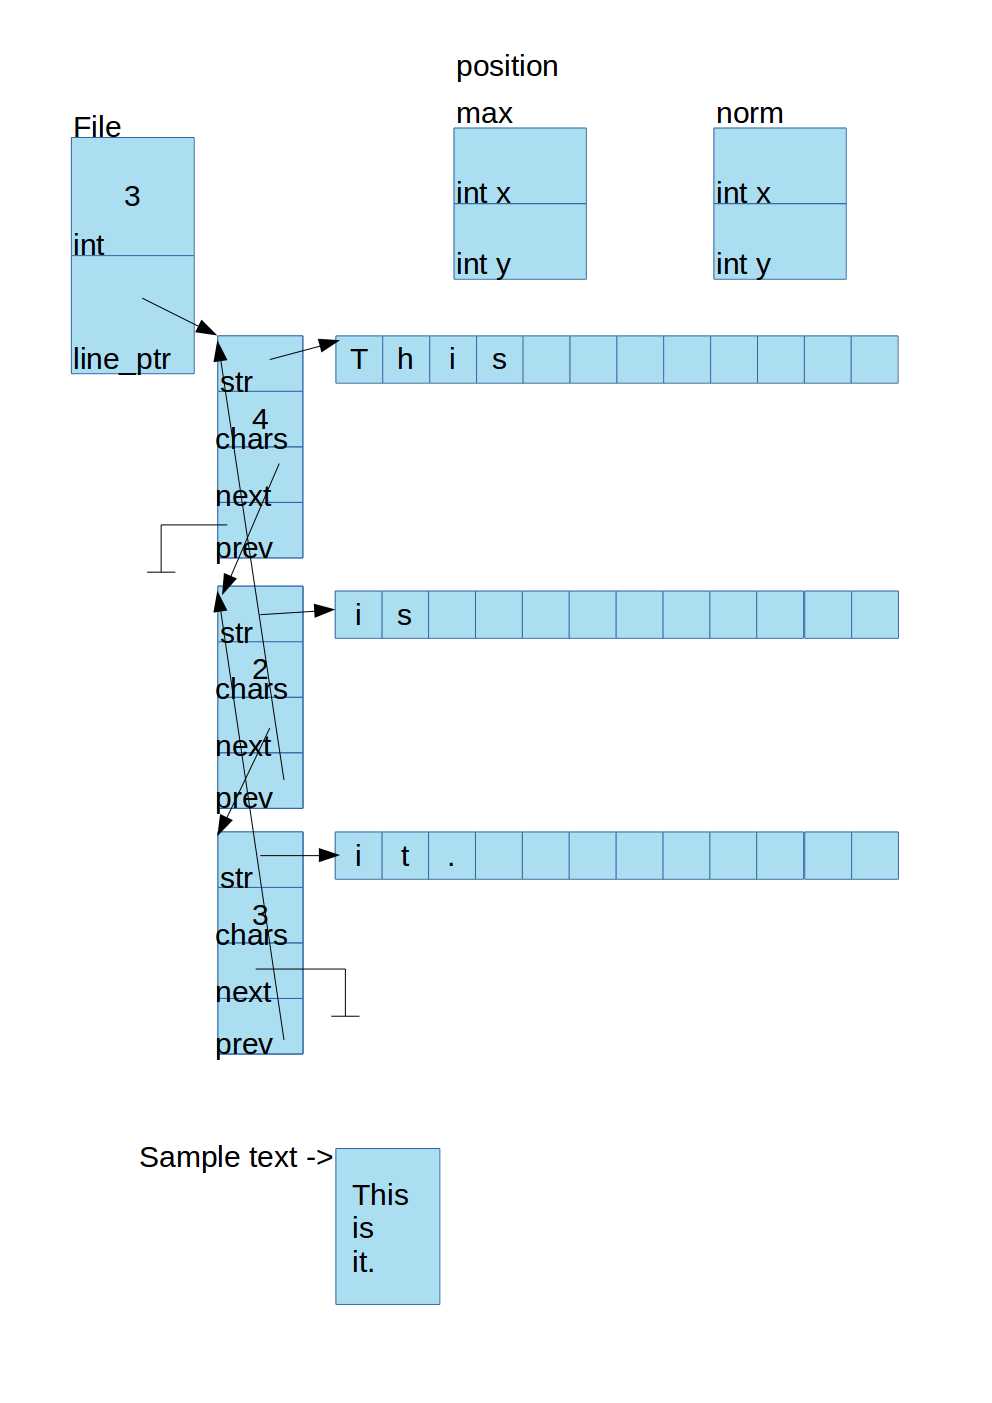 position
max
norm
File
3
int
line_ptr
int x
int y
int x
int y
str
4
chars
next
prev
T h i s
str
2
chars
next
prev
i s
str
3
chars
next
prev
i t .
Sample text ->
This
is
it.